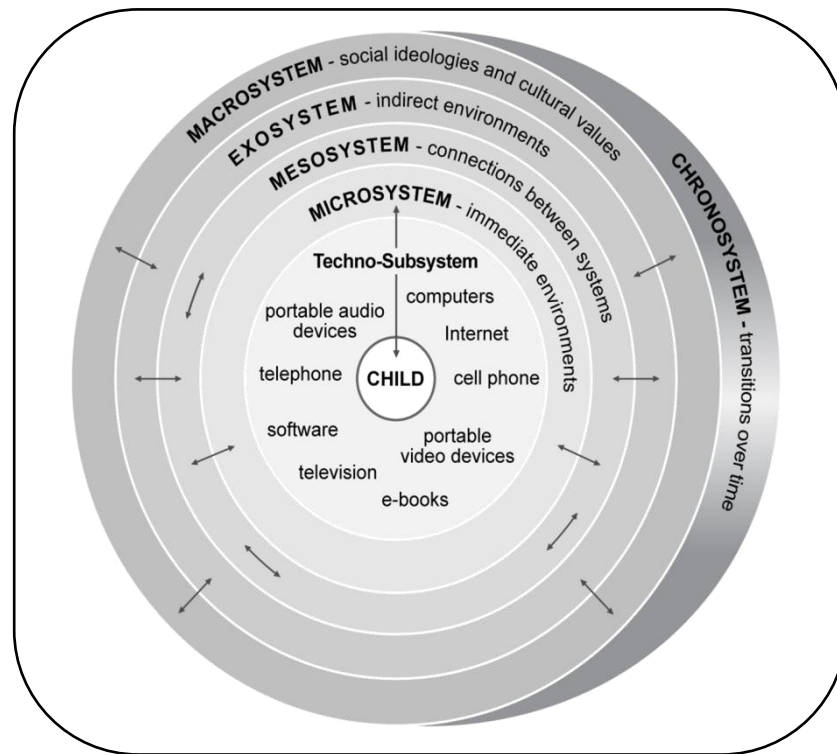 MACROSYSTEM - social ideologies and cultural values
EXOSYSTEM - indirect environments
MESOSYSTEM - connections between systems
MICROSYSTEM - immediate environments
CHRONOSYSTEM - transitions over time
Techno-Subsystem
computers
portable audio
devices
Internet
telephone
CHILD
cell phone
software
portable
video devices
television
e-books